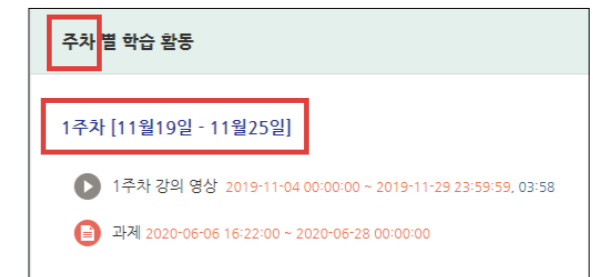 주차 별 학습 활동
1주차 [11월19일 - 11월25일]
1주차 강의 영상 2019-11-04 00:00:00 ~ 2019-11-29 23:59:59, 03:58
과제 2020-06-06 16:22:00 ~ 2020-06-28 00:00:00